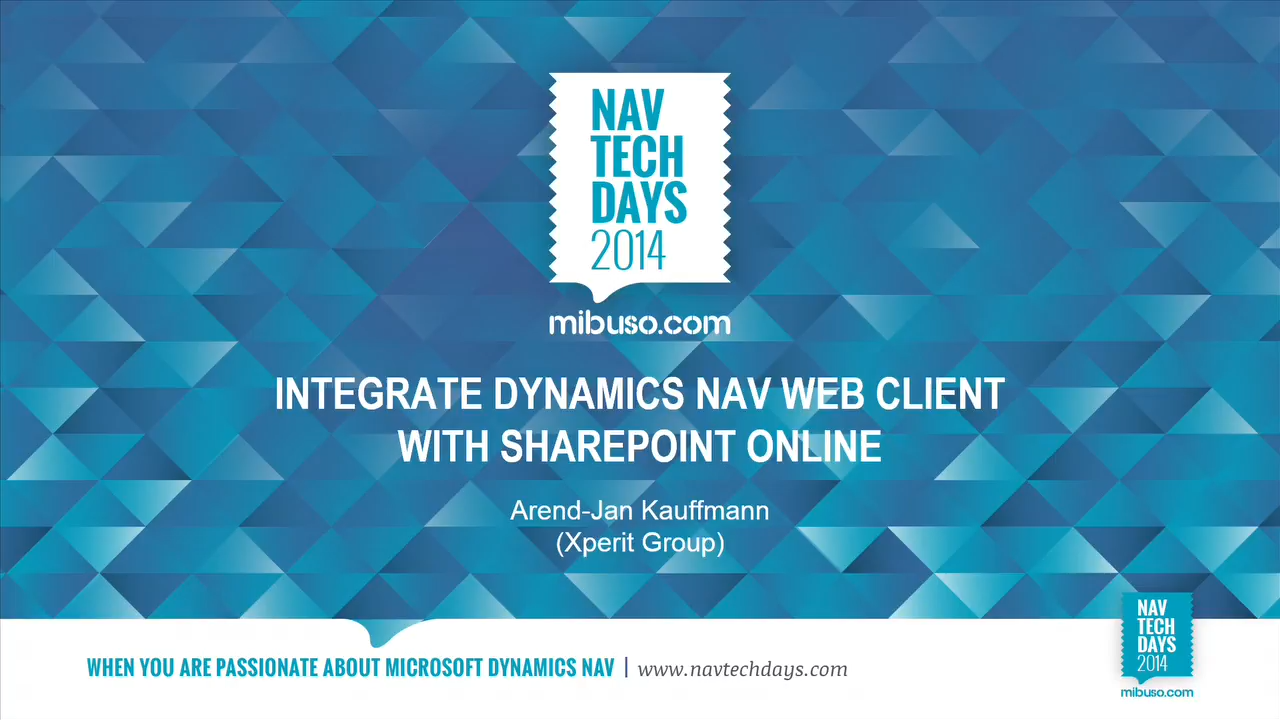 NAV
TECH
DAYS
2014
mibuso.com
INTEGRATE DYNAMICS NAV WEB CLIENT
WITH SHAREPOINT ONLINE
Arend-Jan Kauffmann
(Xperit Group)
WHEN YOU ARE PASSIONATE ABOUT MICROSOFT DYNAMICS NAV | www.navtechdays.com
NAV
TECH
DAYS
2014
mibuso.com